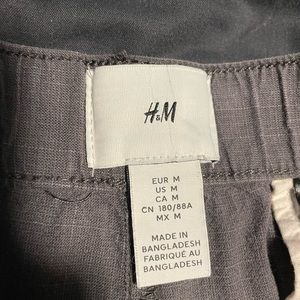 H&M
EUR M
US M
CA M
CN 180/88A
MX M
MADE IN
BANGLADESH
FABRIQUÉ AU
BANGLADESH